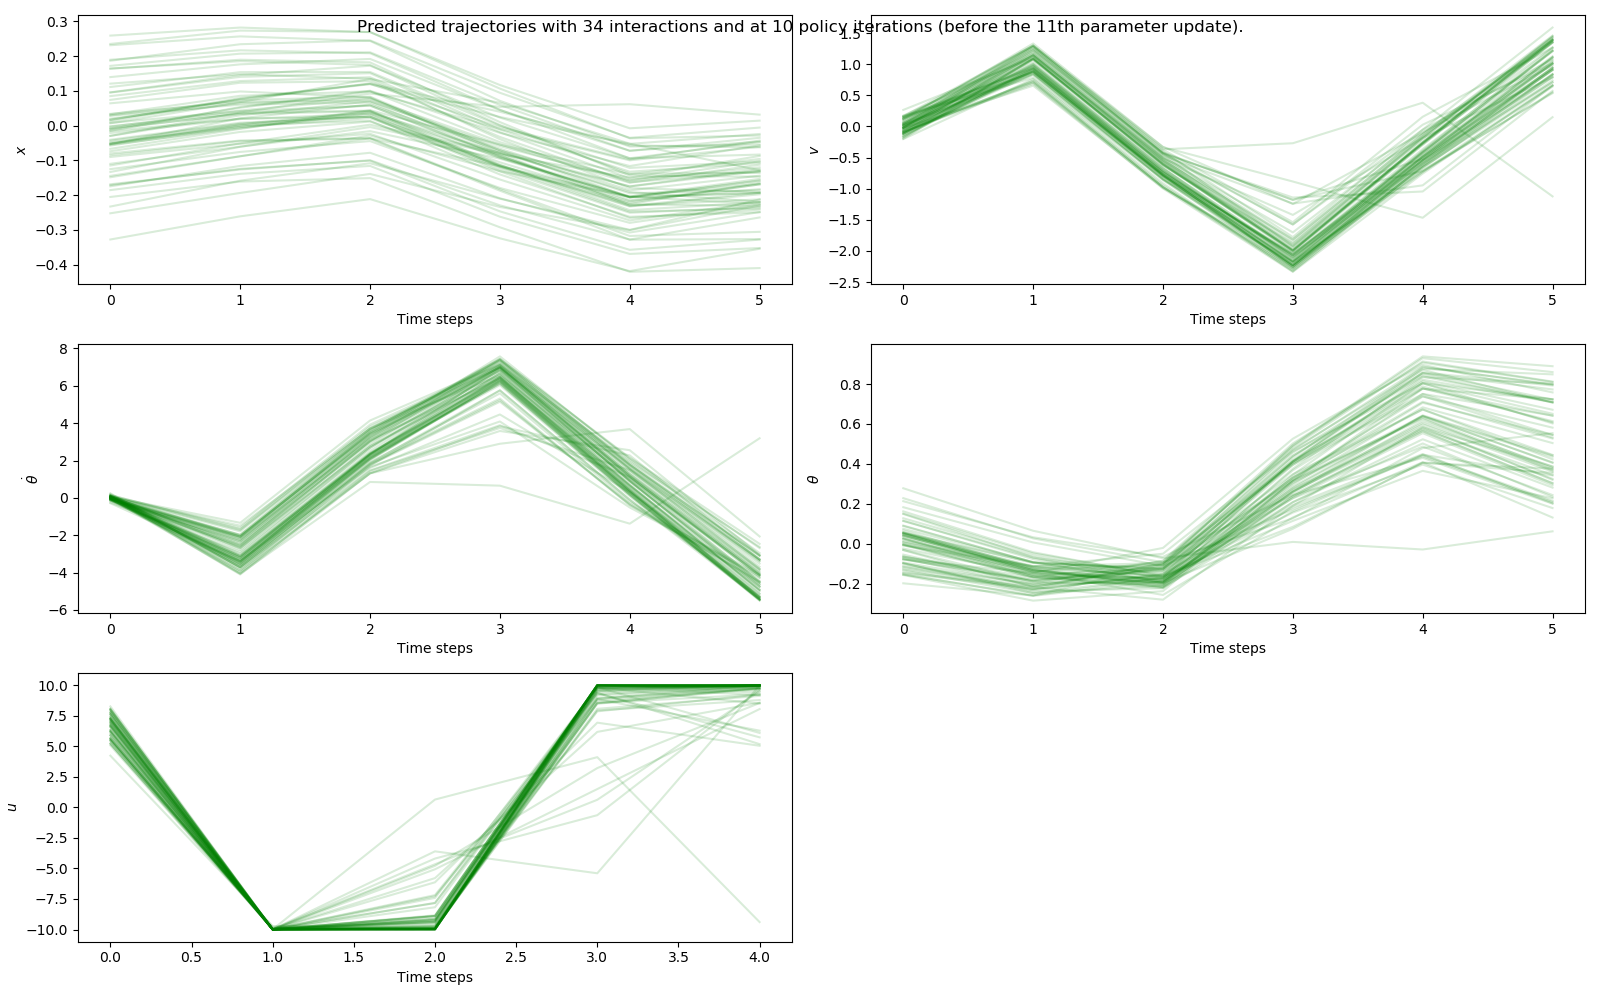 Predicted trajectories with 34 interactions and at 10 policy iterations (before the 11th parameter update).
0.3
0.2
0.1
0.0
−0.1
−0.2
−0.3
−0.4
x
0 1 2 3 4 5
Time steps
1.5
1.0
0.5
0.0
−0.5
−1.0
−1.5
−2.0
−2.5
v
0 1 2 3 4 5
Time steps
8
6
4
2
0
−2
−4
−6
θ̇
0 1 2 3 4 5
Time steps
0.8
0.6
0.4
0.2
0.0
−0.2
θ
0 1 2 3 4 5
Time steps
10.0
7.5
5.0
2.5
0.0
−2.5
−5.0
−7.5
−10.0
u
0.0 0.5 1.0 1.5 2.0 2.5 3.0 3.5 4.0
Time steps